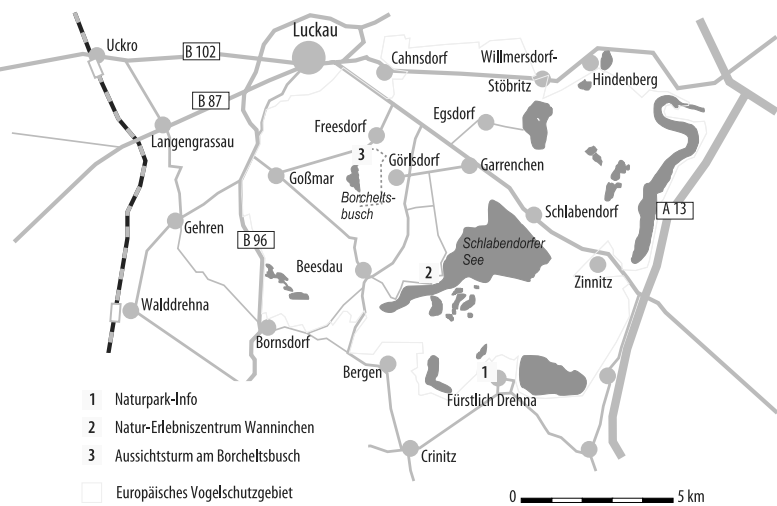 Luckau
Uckro
B 102
Cahnsdorf
Willmersdorf-
Stöbritz
Hindenberg
B 87
Egsdorf
Langengrassau
Freesdorf
3
Görlsdorf
Garrenchen
Goßmar
Borchelts-
busch
Schlabendorf
A 13
Gehren
B 96
Schlabendorfer
See
Beesdau
2
Zinnitz
Walddrehna
Bornsdorf
Bergen
1
Fürstlich Drehna
Crinitz
1 Naturpark-Info
2 Natur-Erlebniszentrum Wanninchen
3 Aussichtsturm am Borcheltsbusch
Europäisches Vogelschutzgebiet
0 5 km